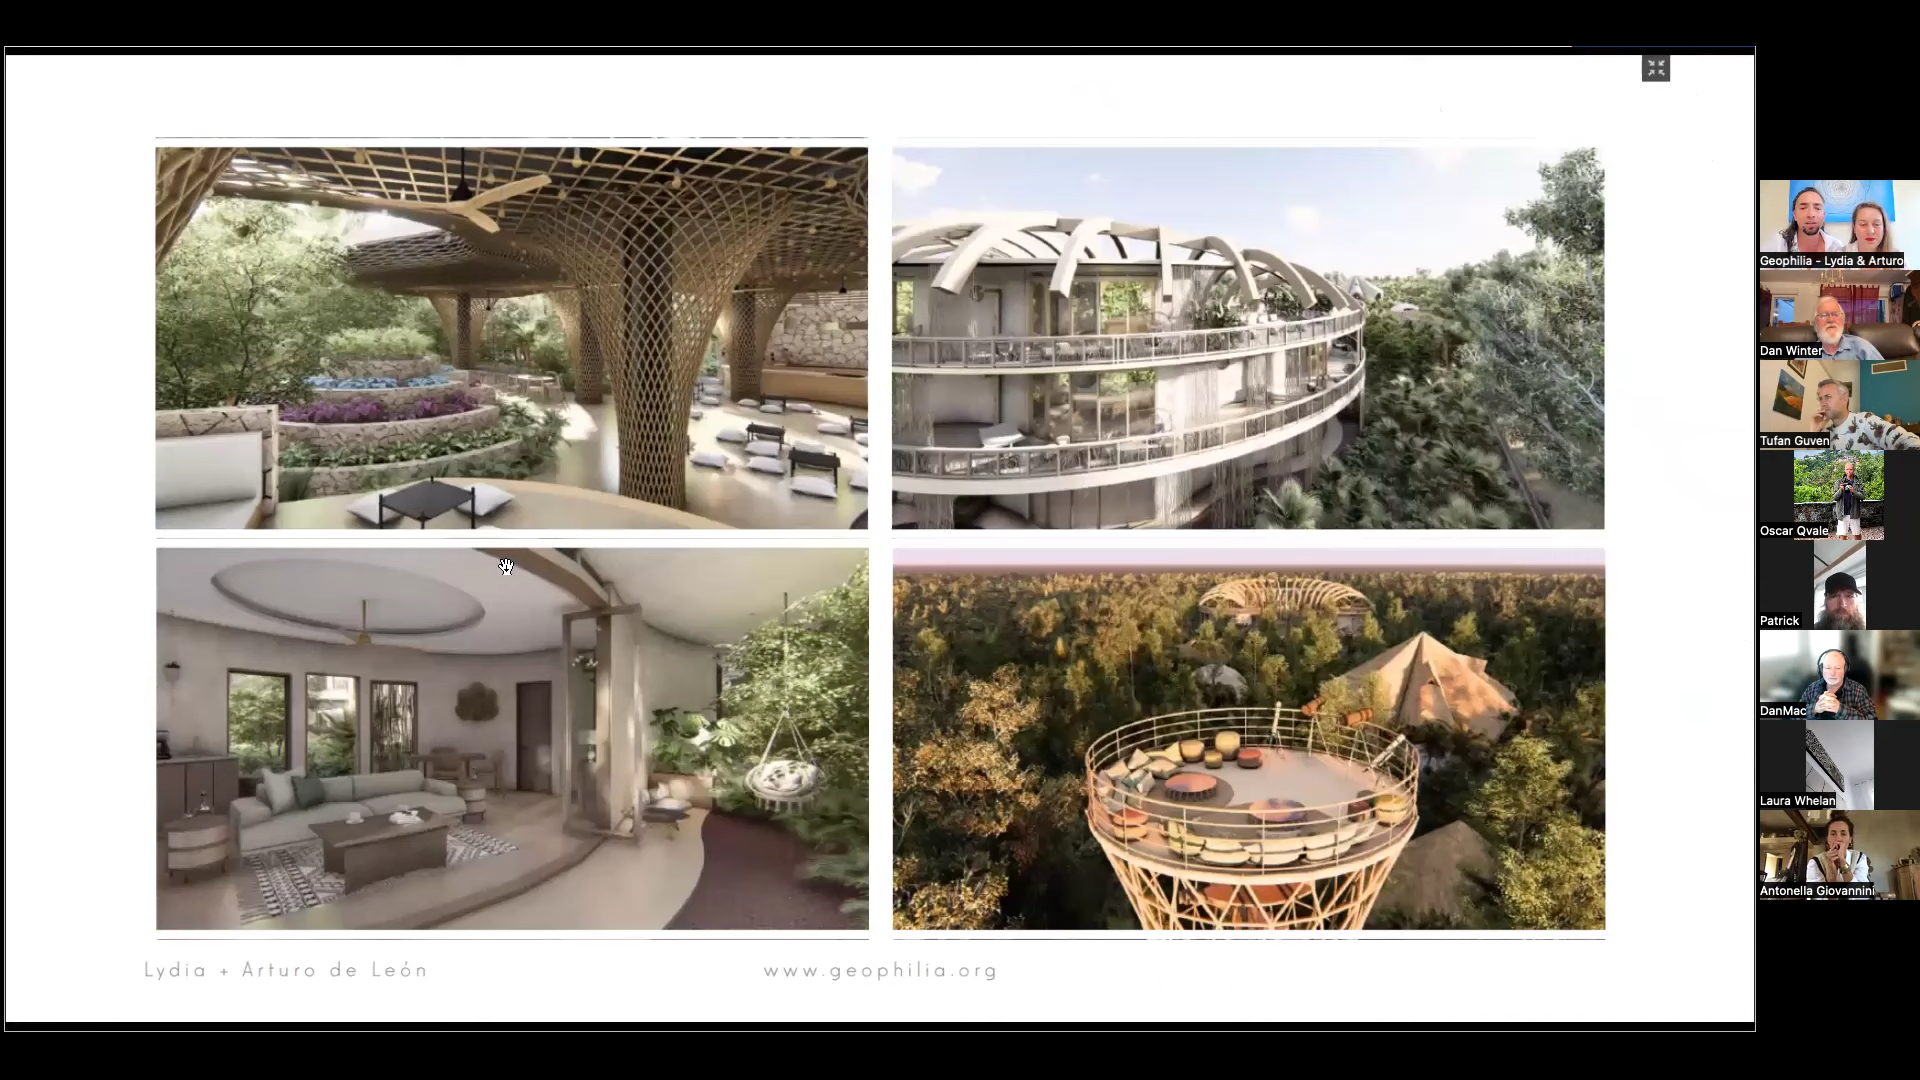 Lydia + Arturo de León
www.geophilia.org
Geophilia - Lydia & Arturo
Dan Winter
Tufan Guven
Oscar Qvale
Patrick
DanMac
Laura Whelan
Antonella Giovannini